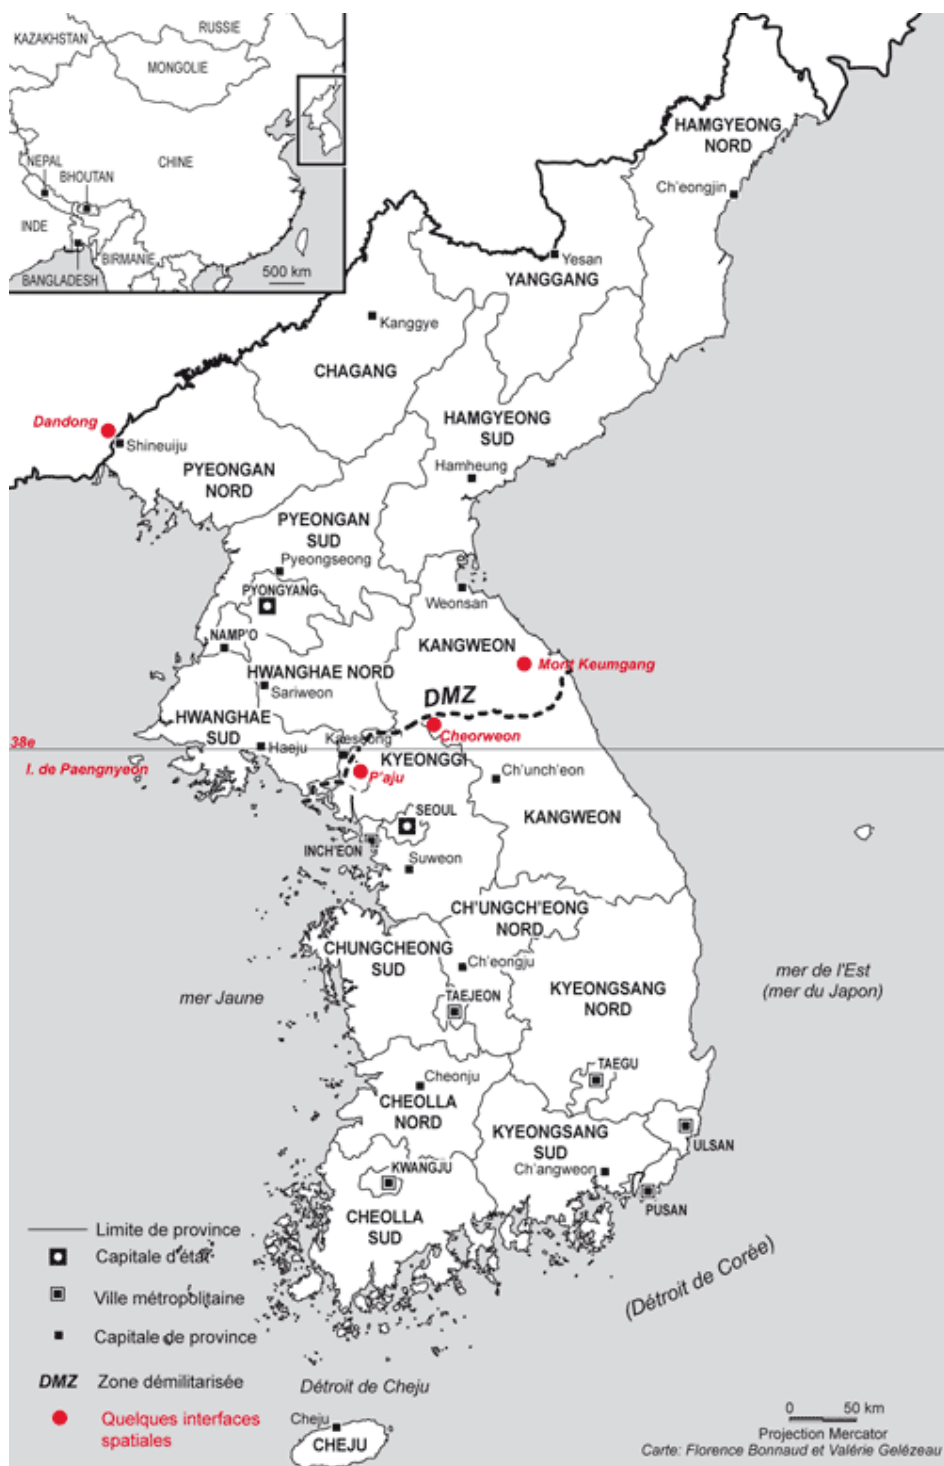 RUSSIE
KAZAKHSTAN
MONGOLIE
CHINE
NEPAL
BHOUTAN
INDE
BIRMANIE
BANGLADESH
500 km
HAMGYEONG
NORD
Ch'eongjin
Yesan
YANGGANG
Kanggye
CHAGANG
Dandong
Shineuiju
HAMGYEONG
SUD
Hamheung
PYEONGAN
NORD
PYEONGAN
SUD
Pyeongseong
PYONGYANG
Weonsan
NAMP'O
KANGWEON
Mont Keumgang
HWANGHAE NORD
Sariweon
DMZ
HWANGHAE
SUD
Cheorweon
38e
Haeju
Kaeseong
KYEONGGI
I. de Paengnyeon
P'aju
Ch'unch'eon
SEOUL
KANGWEON
INCH'EON
Suweon
CH'UNGCH'EONG
NORD
CHUNGCHEONG
SUD
Ch'eongju
mer de l'Est
(mer du Japon)
mer Jaune
TAEJEON
KYEONGSANG
NORD
TAEGU
Cheonju
CHEOLLA
NORD
KYEONGSANG
SUD
ULSAN
KWANGJU
Ch'angweon
PUSAN
CHEOLLA
SUD
(Détroit de Corée)
Limite de province
Capitale d'état
Ville métropolitaine
Capitale de province
DMZ Zone démilitarisée
Quelques interfaces
spatiales
Détroit de Cheju
Cheju
CHEJU
0 50 km
Projection Mercator
Carte: Florence Bonnaud et Valérie Gelézeau